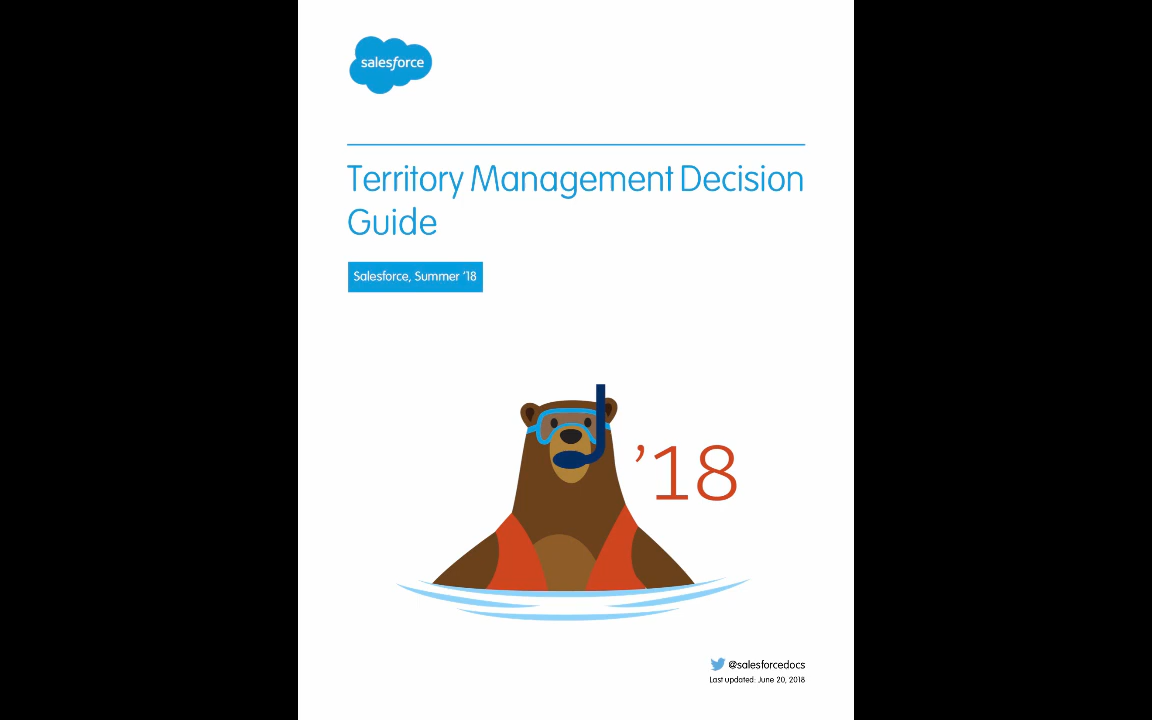 salesforce
Territory Management Decision
Guide
Salesforce, Summer ’18
’18
@salesforcedocs
Last updated: June 20, 2018